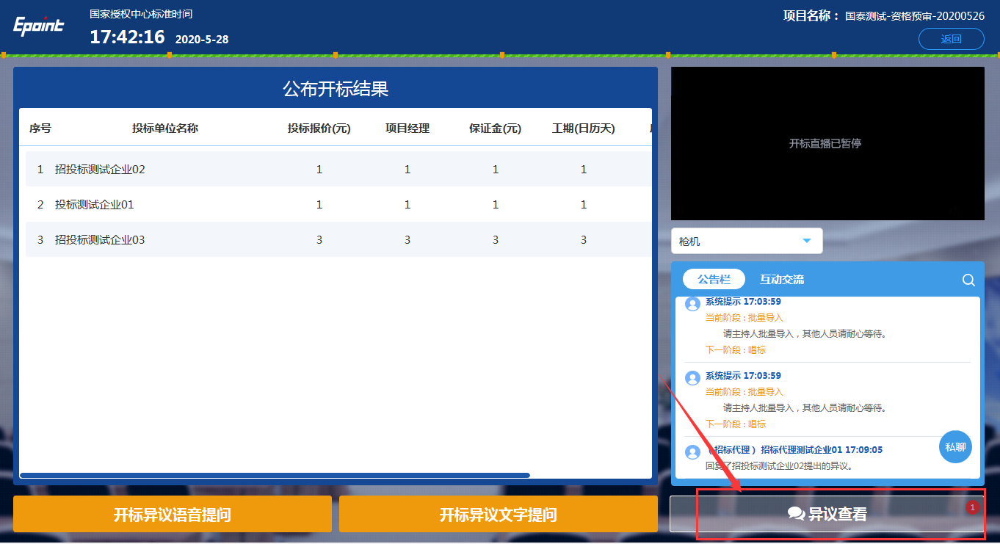 Epoint
国家授权中心标准时间
17:42:16 2020-5-28
项目名称： 国泰测试-资格预审-20200526
返回
公布开标结果
序号 投标单位名称 投标报价(元) 项目经理 保证金(元) 工期(日历天)
1 招投标测试企业02 1 1 1 1
2 投标测试企业01 1 1 1 1
3 招投标测试企业03 3 3 3 3
开标直播已暂停
枪机
公告栏 互动交流
系统提示 17:03:59
当前阶段 : 批量导入
请主持人批量导入，其他人员请耐心等待。
下一阶段 : 唱标
系统提示 17:03:59
当前阶段 : 批量导入
请主持人批量导入，其他人员请耐心等待。
下一阶段 : 唱标
（招标代理 ） 招标代理测试企业01 17:09:05
回复了招投标测试企业02提出的异议。
私聊
开标异议语音提问 开标异议文字提问 异议查看 1